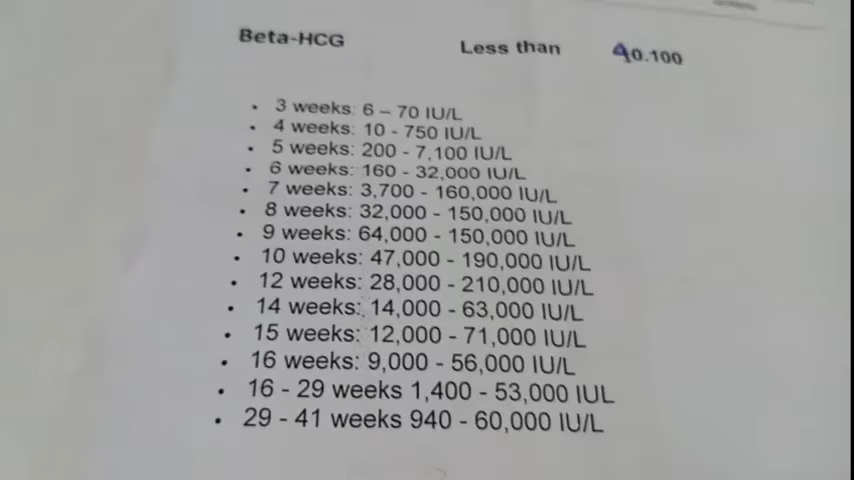 Beta-HCG Less than 40.100
• 3 weeks: 6 – 70 IU/L
• 4 weeks: 10 - 750 IU/L
• 5 weeks: 200 - 7,100 IU/L
• 6 weeks: 160 - 32,000 IU/L
• 7 weeks: 3,700 - 160,000 IU/L
• 8 weeks: 32,000 - 150,000 IU/L
• 9 weeks: 64,000 - 150,000 IU/L
• 10 weeks: 47,000 - 190,000 IU/L
• 12 weeks: 28,000 - 210,000 IU/L
• 14 weeks: 14,000 - 63,000 IU/L
• 15 weeks: 12,000 - 71,000 IU/L
• 16 weeks: 9,000 - 56,000 IU/L
• 16 - 29 weeks 1,400 - 53,000 IUL
• 29 - 41 weeks 940 - 60,000 IU/L